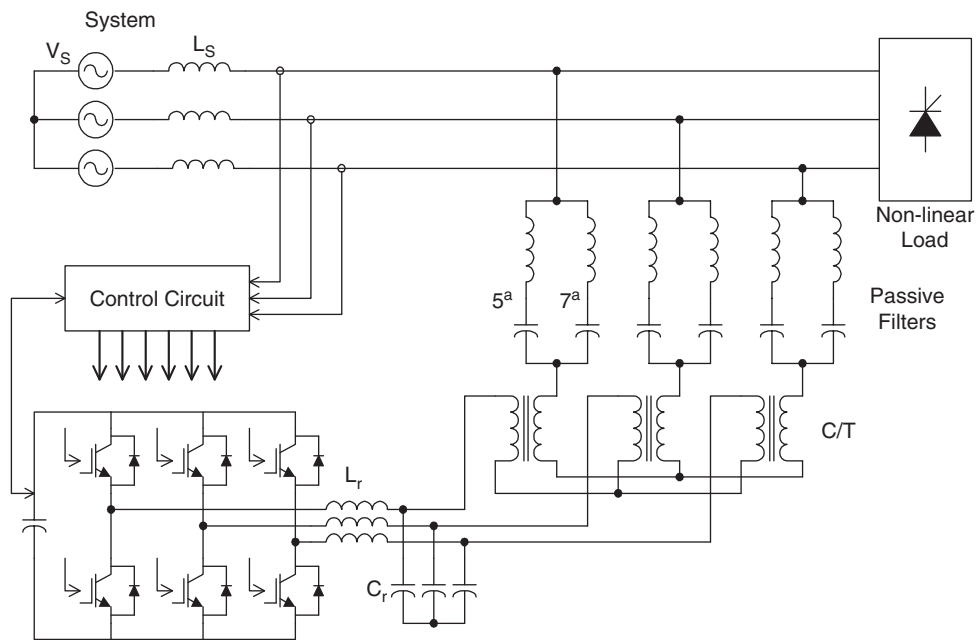 System
V_S
L_S
Non-linear
Load
Control Circuit
5ª
7ª
Passive
Filters
C/T
L_r
C_r